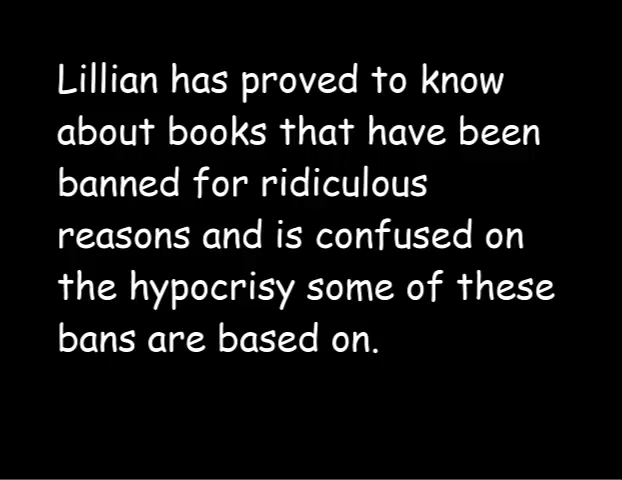 Lillian has proved to know
about books that have been
banned for ridiculous
reasons and is confused on
the hypocrisy some of these
bans are based on.